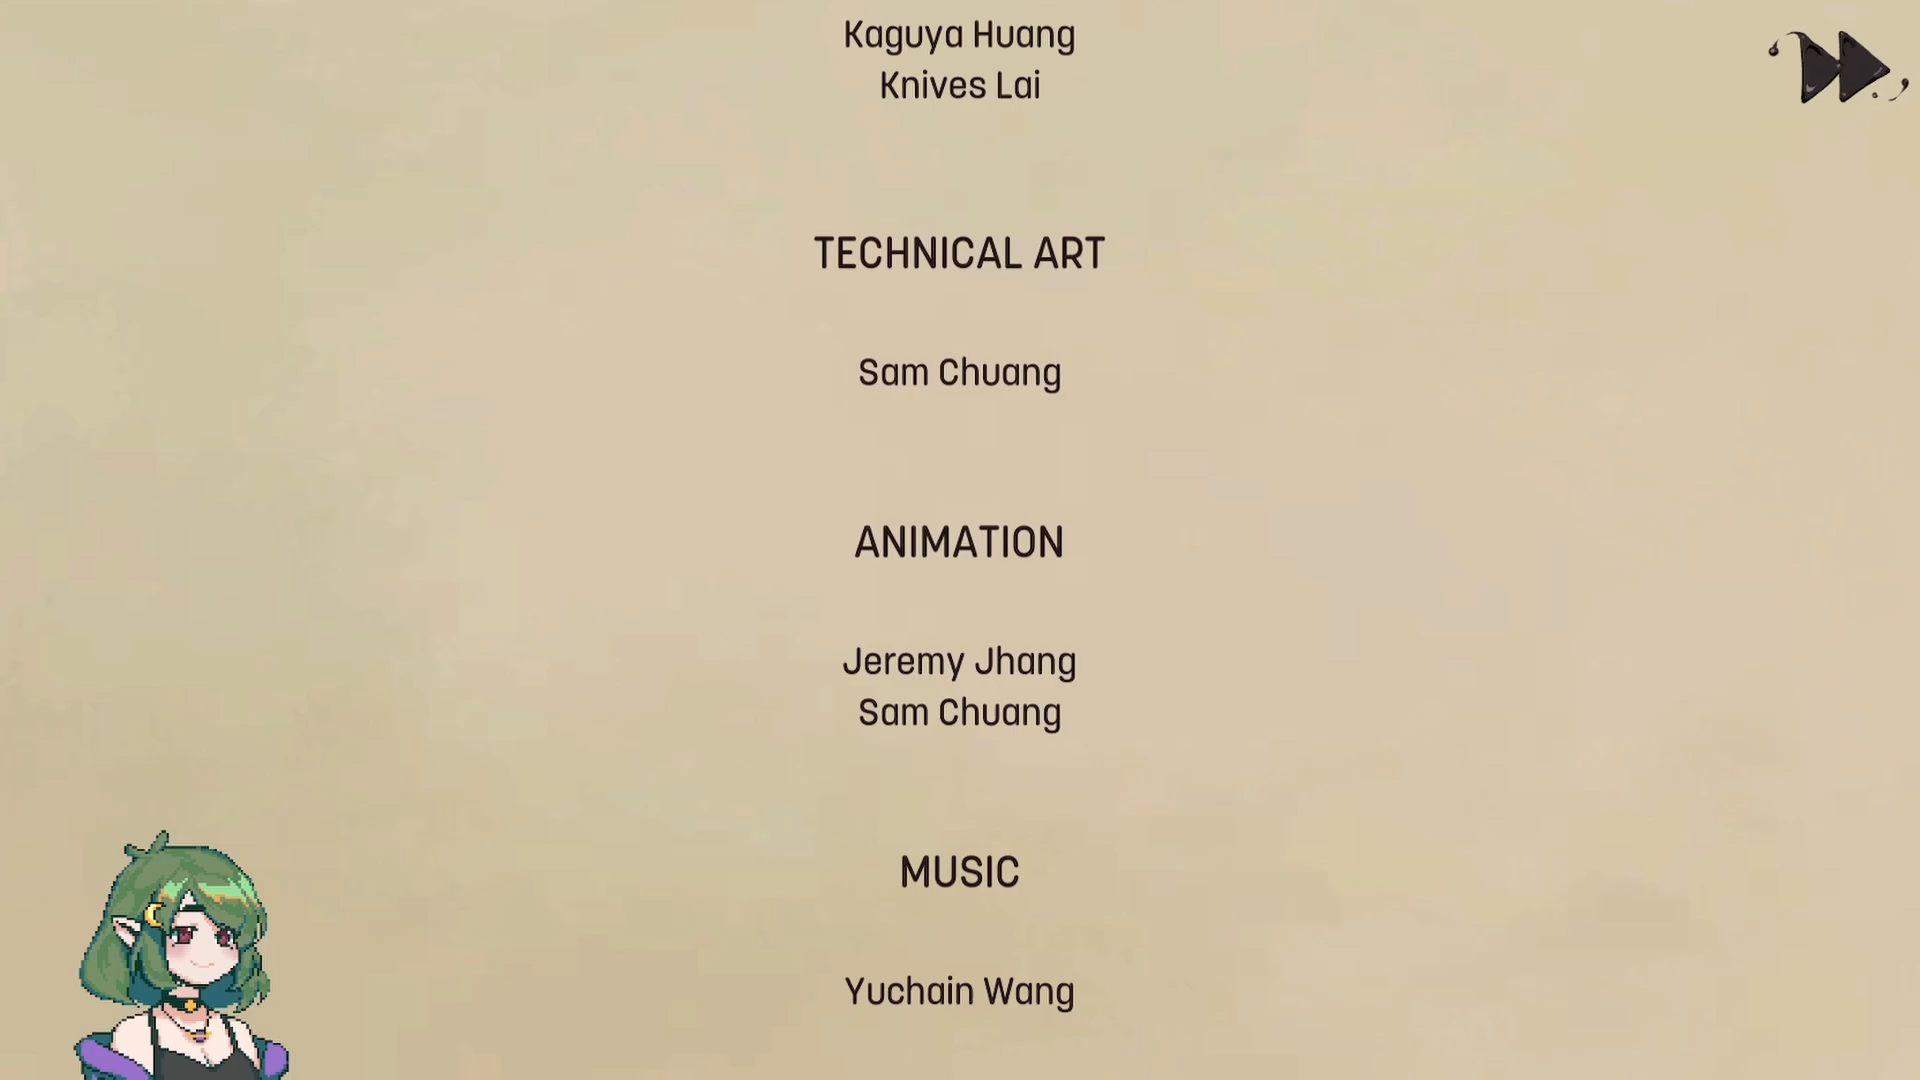 Kaguya Huang
Knives Lai
TECHNICAL ART
Sam Chuang
ANIMATION
Jeremy Jhang
Sam Chuang
MUSIC
Yuchain Wang